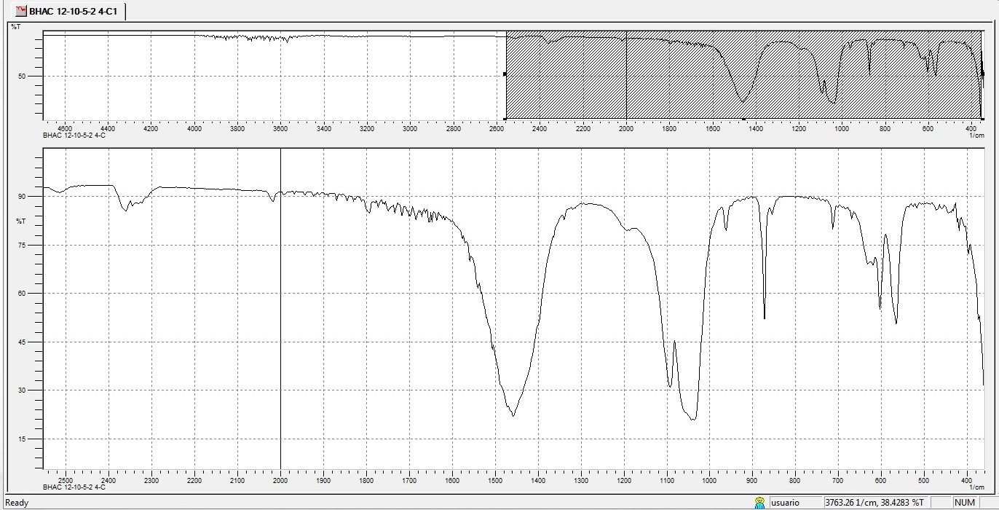 BHAC 12-10-5-2 4-C1
%T
50
4600 4400 4200 4000 3800 3600 3400 3200 3000 2800 2600 2400 2200 2000 1800 1600 1400 1200 1000 800 600 400
BHAC 12-10-5-2 4-C
1/cm
90
%T
75
60
45
30
15
2500 2400 2300 2200 2100 2000 1900 1800 1700 1600 1500 1400 1300 1200 1100 1000 900 800 700 600 500 400
BHAC 12-10-5-2 4-C
1/cm
Ready
usuario
3763.26 1/cm, 38.4283 %T
NUM